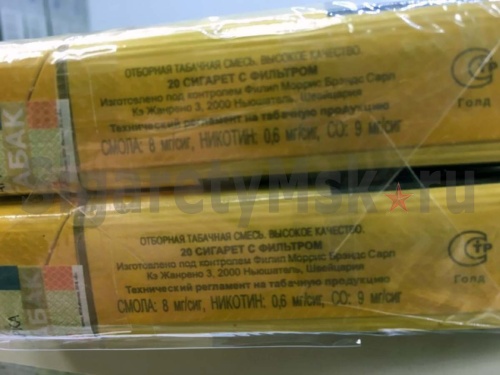 ОТБОРНАЯ ТАБАЧНАЯ СМЕСЬ. ВЫСОКОЕ КАЧЕСТВО.
20 СИГАРЕТ С ФИЛЬТРОМ
Изготовлено под контролем Филип Моррис Брэндс Сарл
Кэ Жанрено 3, 2000 Ньюшатель, Швейцария
Технический регламент на табачную продукцию
СМОЛА: 8 мг/сиг, НИКОТИН: 0,6 мг/сиг, СО: 9 мг/сиг
Голд
АБАК
SigaretyMsk.ru
ОТБОРНАЯ ТАБАЧНАЯ СМЕСЬ. ВЫСОКОЕ КАЧЕСТВО.
20 СИГАРЕТ С ФИЛЬТРОМ
Изготовлено под контролем Филип Моррис Брэндс Сарл
Кэ Жанрено 3, 2000 Ньюшатель, Швейцария
Технический регламент на табачную продукцию
СМОЛА: 8 мг/сиг, НИКОТИН: 0,6 мг/сиг, СО: 9 мг/сиг
Голд
АБАК